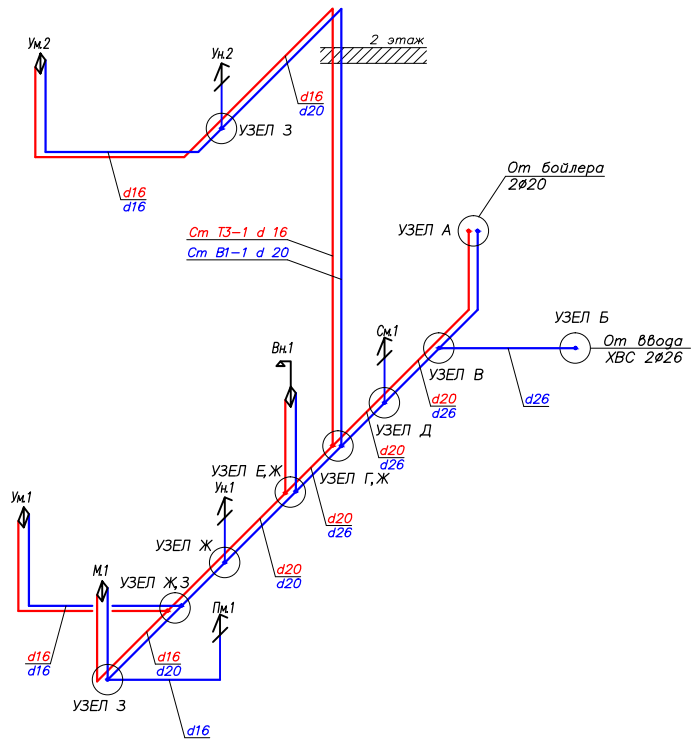 2 этаж
Ум.2
Ун.2
d16
d20
УЗЕЛ З
d16
d16
От бойлера
2ø20
УЗЕЛ А
Ст Т3-1 d 16
Ст В1-1 d 20
УЗЕЛ Б
От ввода
ХВС 2ø26
См.1
Вн.1
УЗЕЛ В
d20
d26
d26
УЗЕЛ Д
d20
d26
УЗЕЛ Е,Ж
УЗЕЛ Г,Ж
Ум.1
Ун.1
d20
d26
УЗЕЛ Ж
d20
d20
М.1
УЗЕЛ Ж,З
Пм.1
d16
d16
d16
d20
УЗЕЛ З
d16